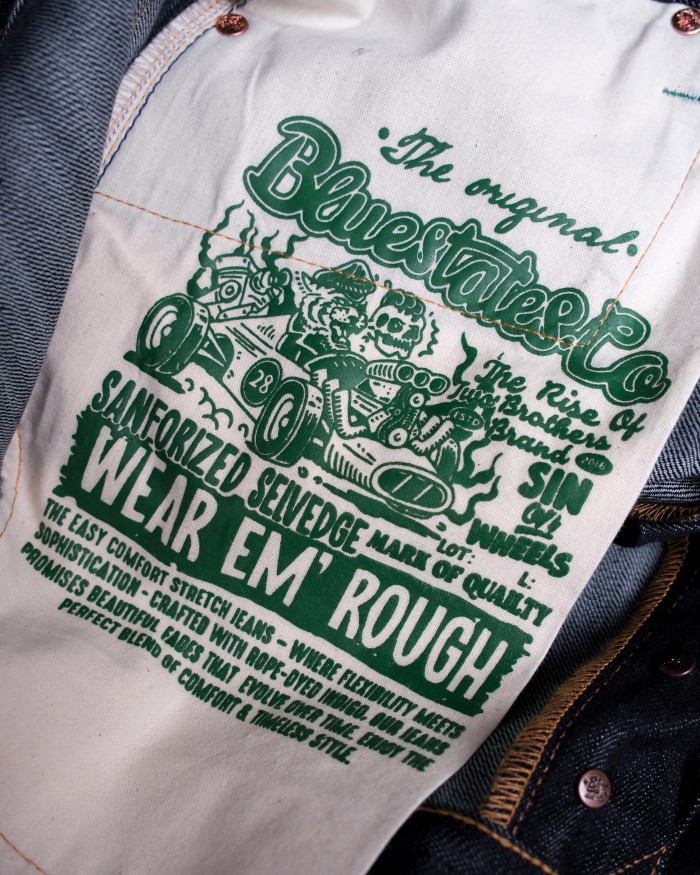 • The original •
Bluestates Co
28
The Rise Of
Two Brothers
Brand 2016
SIN
ON
WHEELS
SANFORIZED SELVEDGE
LOT: L:
MARK OF QUAILTY
WEAR EM' ROUGH
THE EASY COMFORT STRETCH JEANS - WHERE FLEXIBILITY MEETS
SOPHISTICATION - CRAFTED WITH ROPE-DYED INDIGO. OUR JEANS
PROMISES BEAUTIFUL FADES THAT EVOLVE OVER TIME. ENJOY THE
PERFECT BLEND OF COMFORT & TIMELESS STYLE.